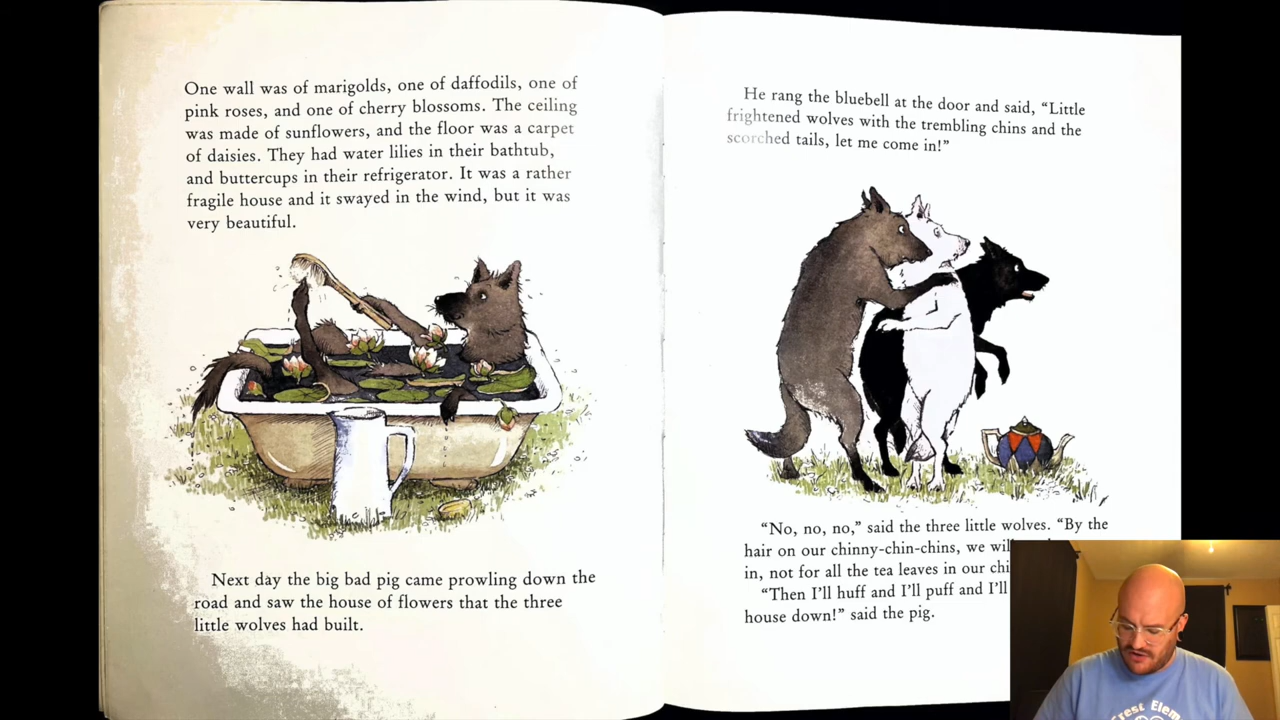 One wall was of marigolds, one of daffodils, one of
pink roses, and one of cherry blossoms. The ceiling
was made of sunflowers, and the floor was a carpet
of daisies. They had water lilies in their bathtub,
and buttercups in their refrigerator. It was a rather
fragile house and it swayed in the wind, but it was
very beautiful.
Next day the big bad pig came prowling down the
road and saw the house of flowers that the three
little wolves had built.
He rang the bluebell at the door and said, “Little
frightened wolves with the trembling chins and the
scorched tails, let me come in!”
“No, no, no,” said the three little wolves. “By the
hair on our chinny-chin-chins, we
in, not for all the tea leaves in our
“Then I’ll huff and I’ll puff and I’ll
house down!” said the pig.
Crest